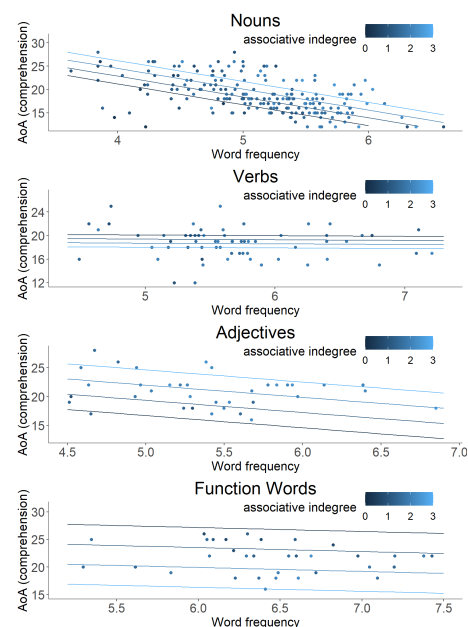 Nouns
associative indegree
0 1 2 3
AoA (comprehension)
30
25
20
15
4 5 6
Word frequency
Verbs
associative indegree
0 1 2 3
AoA (comprehension)
24
20
16
12
5 6 7
Word frequency
Adjectives
associative indegree
0 1 2 3
AoA (comprehension)
25
20
15
4.5 5.0 5.5 6.0 6.5 7.0
Word frequency
Function Words
associative indegree
0 1 2 3
AoA (comprehension)
30
25
20
15
5.5 6.0 6.5 7.0 7.5
Word frequency